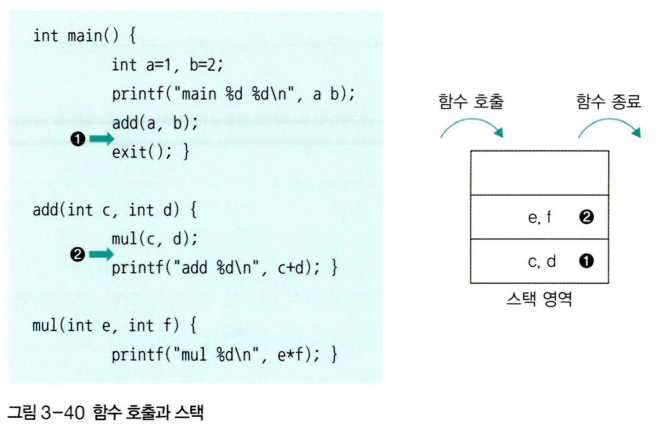 int main() {
int a=1, b=2;
printf("main %d %d\n", a b);
add(a, b);
❶
exit(); }
add(int c, int d) {
mul(c, d);
❷
printf("add %d\n", c+d); }
mul(int e, int f) {
printf("mul %d\n", e*f); }
함수 호출
함수 종료
e, f ❷
c, d ❶
스택 영역
그림 3-40 함수 호출과 스택